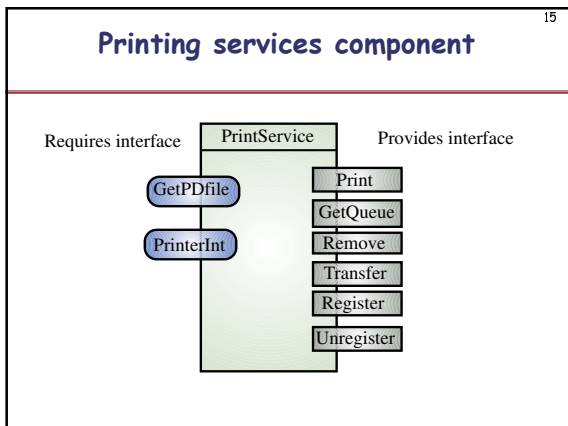 15
Printing services component
Requires interface
PrintService
Provides interface
GetPDfile
PrinterInt
Print
GetQueue
Remove
Transfer
Register
Unregister